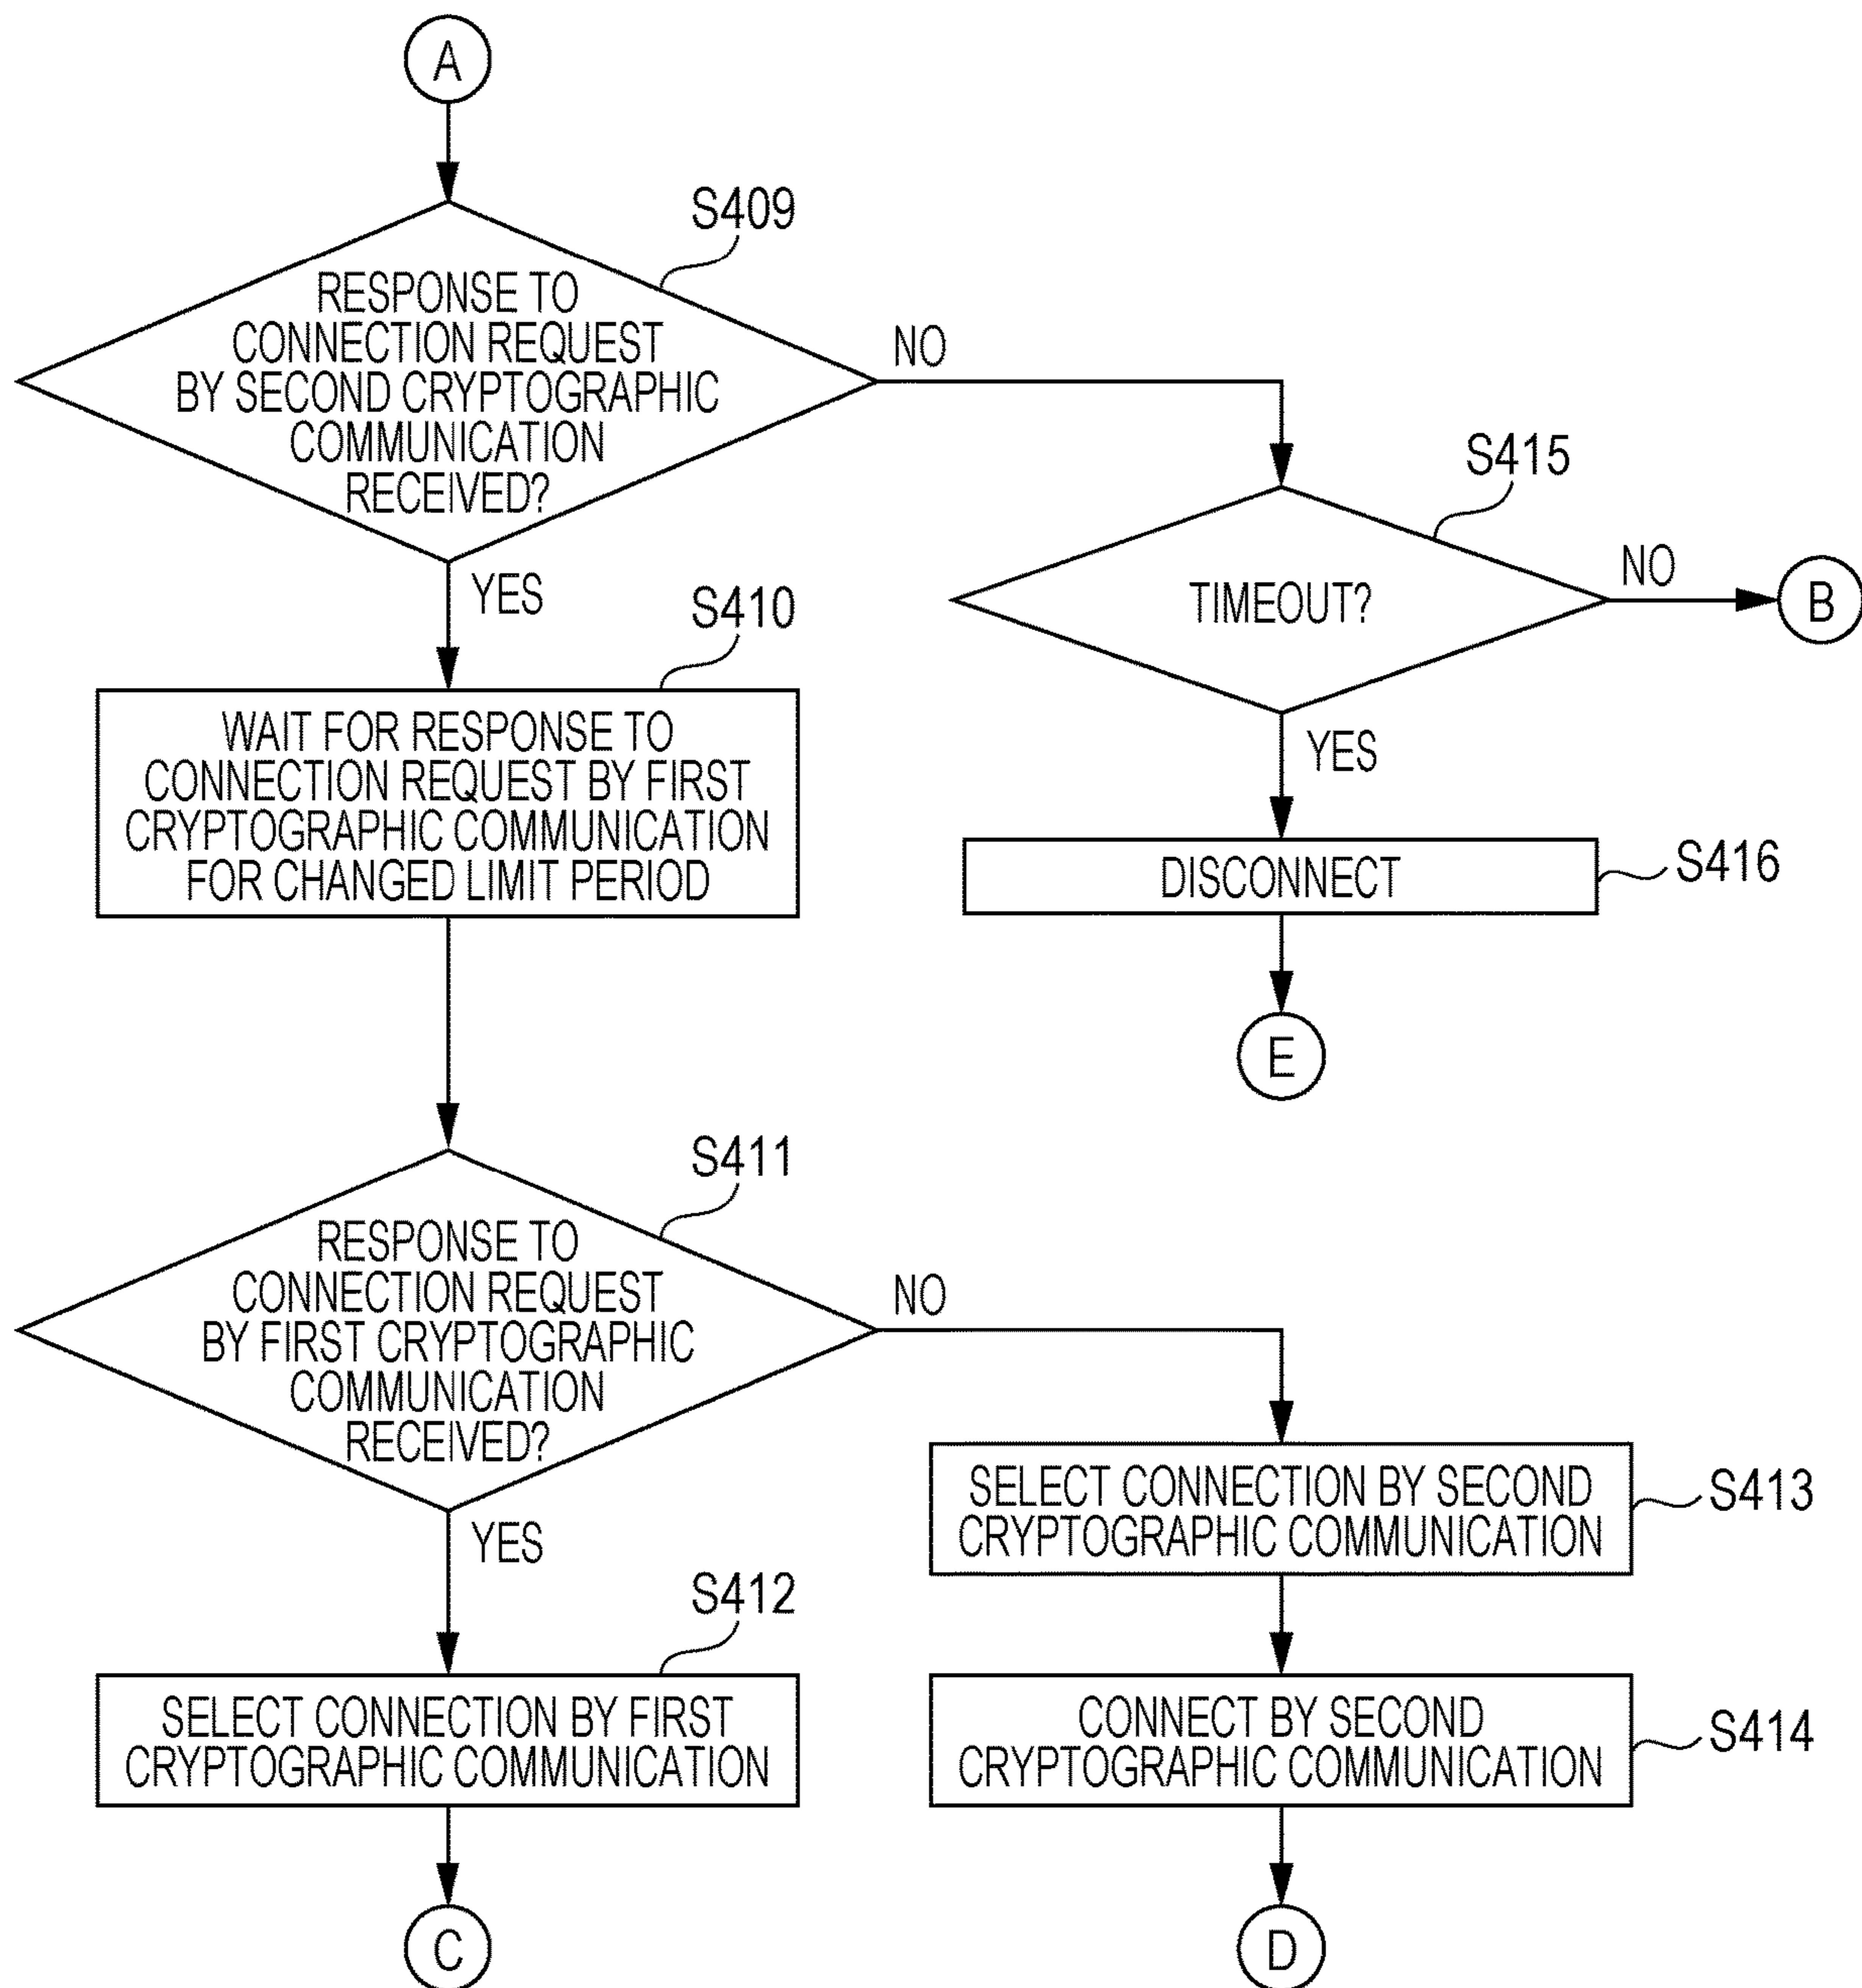 A
S409
RESPONSE TO
CONNECTION REQUEST
BY SECOND CRYPTOGRAPHIC
COMMUNICATION
RECEIVED?
NO
YES
S415
TIMEOUT?
NO
B
YES
S410
WAIT FOR RESPONSE TO
CONNECTION REQUEST BY FIRST
CRYPTOGRAPHIC COMMUNICATION
FOR CHANGED LIMIT PERIOD
DISCONNECT
S416
E
S411
RESPONSE TO
CONNECTION REQUEST
BY FIRST CRYPTOGRAPHIC
COMMUNICATION
RECEIVED?
NO
YES
SELECT CONNECTION BY SECOND
CRYPTOGRAPHIC COMMUNICATION
S413
S412
SELECT CONNECTION BY FIRST
CRYPTOGRAPHIC COMMUNICATION
CONNECT BY SECOND
CRYPTOGRAPHIC COMMUNICATION
S414
C
D